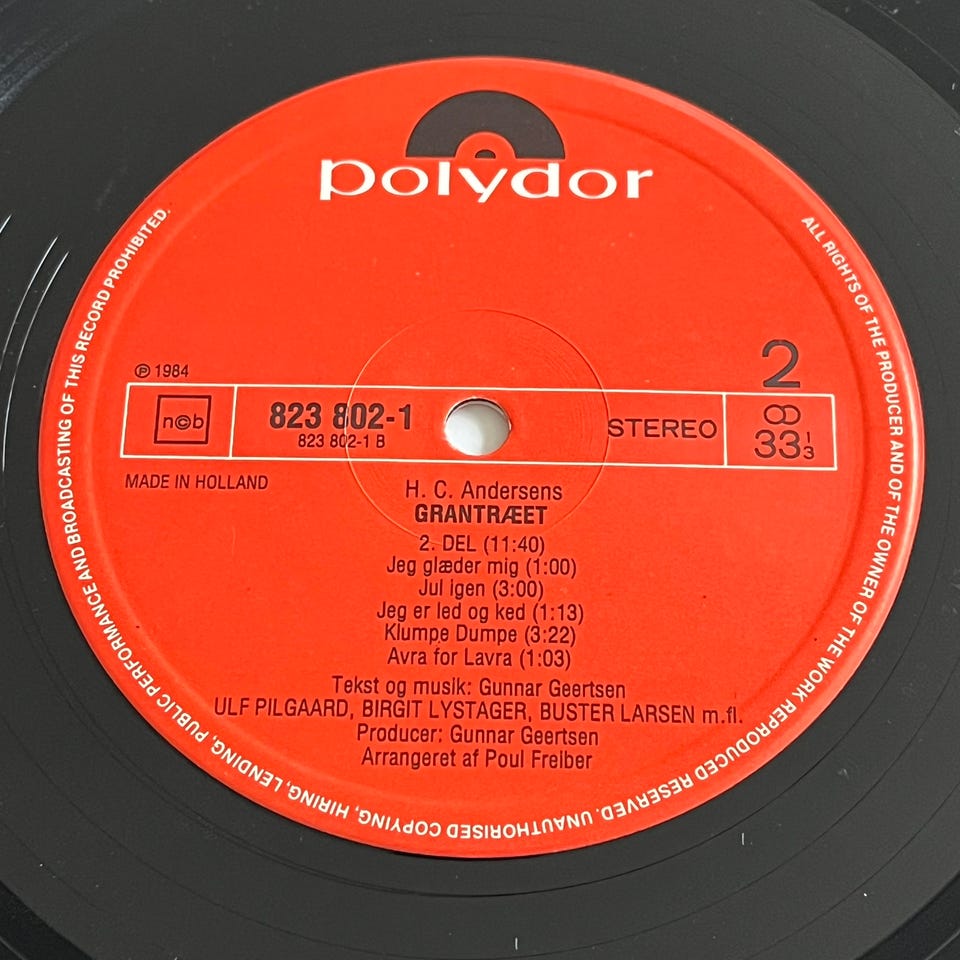 polydor
ALL RIGHTS OF THE PRODUCER AND OF THE OWNER OF THE WORK REPRODUCED RESERVED. UNAUTHORISED COPYING, HIRING, LENDING, PUBLIC PERFORMANCE AND BROADCASTING OF THIS RECORD PROHIBITED.
℗ 1984
2
n©b
823 802-1
823 802-1 B
STEREO
33 1/3
MADE IN HOLLAND
H. C. Andersens
GRANTRÆET
2. DEL (11:40)
Jeg glæder mig (1:00)
Jul igen (3:00)
Jeg er led og ked (1:13)
Klumpe Dumpe (3:22)
Avra for Lavra (1:03)
Tekst og musik: Gunnar Geertsen
ULF PILGAARD, BIRGIT LYSTAGER, BUSTER LARSEN m.fl.
Producer: Gunnar Geertsen
Arrangeret af Poul Freiber